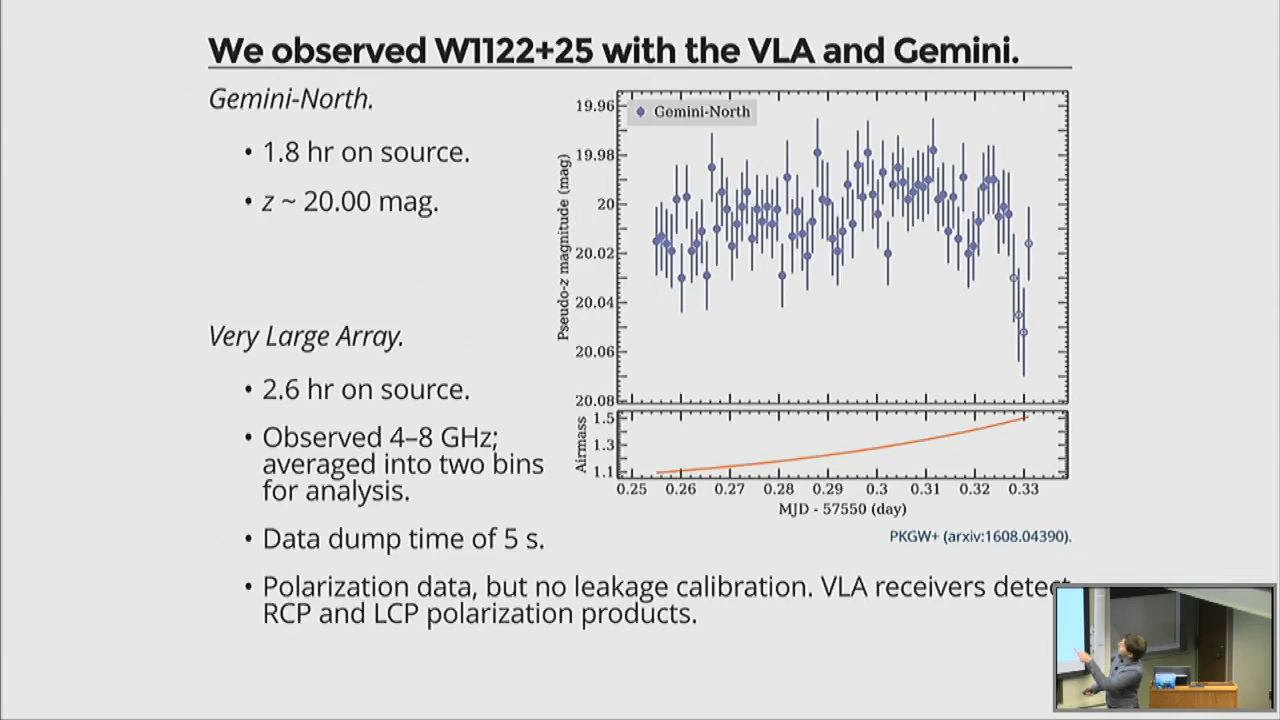 We observed W1122+25 with the VLA and Gemini.
Gemini-North.
• 1.8 hr on source.
• z ~ 20.00 mag.
Very Large Array.
• 2.6 hr on source.
• Observed 4–8 GHz;
averaged into two bins
for analysis.
• Data dump time of 5 s.
• Polarization data, but no leakage calibration. VLA receivers detect
RCP and LCP polarization products.
Gemini-North
Pseudo-z magnitude (mag)
19.96
19.98
20
20.02
20.04
20.06
20.08
Airmass
1.5
1.3
1.1
0.25 0.26 0.27 0.28 0.29 0.3 0.31 0.32 0.33
MJD - 57550 (day)
PKGW+ (arxiv:1608.04390).